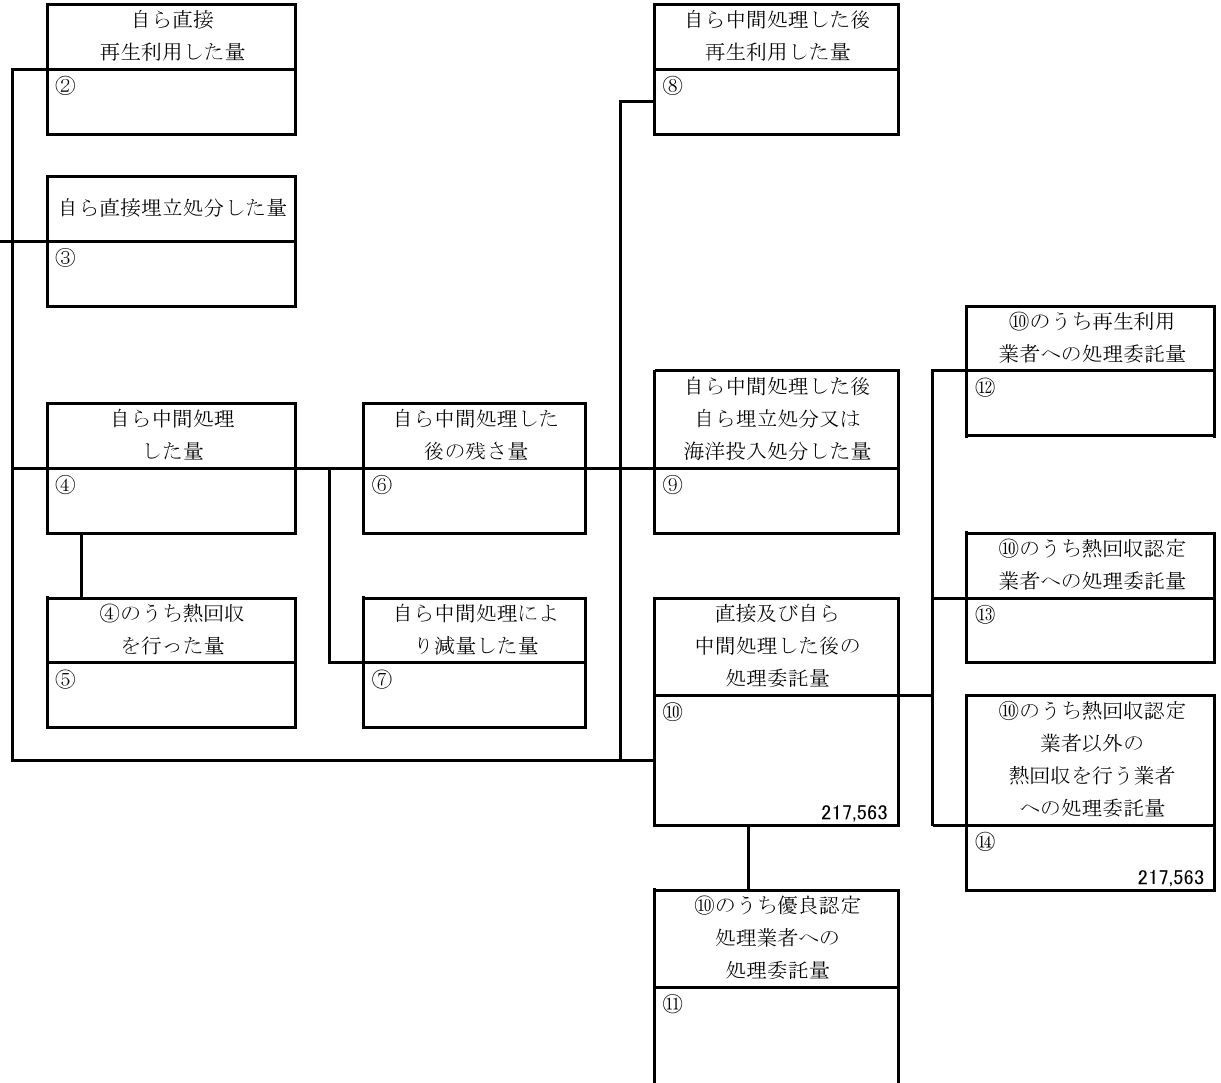 自ら直接
再生利用した量
②
自ら直接埋立処分した量
③
自ら中間処理
した量
④
④のうち熱回収
を行った量
⑤
自ら中間処理した
後の残さ量
⑥
自ら中間処理によ
り減量した量
⑦
自ら中間処理した後
再生利用した量
⑧
自ら中間処理した後
自ら埋立処分又は
海洋投入処分した量
⑨
直接及び自ら
中間処理した後の
処理委託量
⑩
217,563
⑩のうち優良認定
処理業者への
処理委託量
⑪
⑩のうち再生利用
業者への処理委託量
⑫
⑩のうち熱回収認定
業者への処理委託量
⑬
⑩のうち熱回収認定
業者以外の
熱回収を行う業者
への処理委託量
⑭
217,563